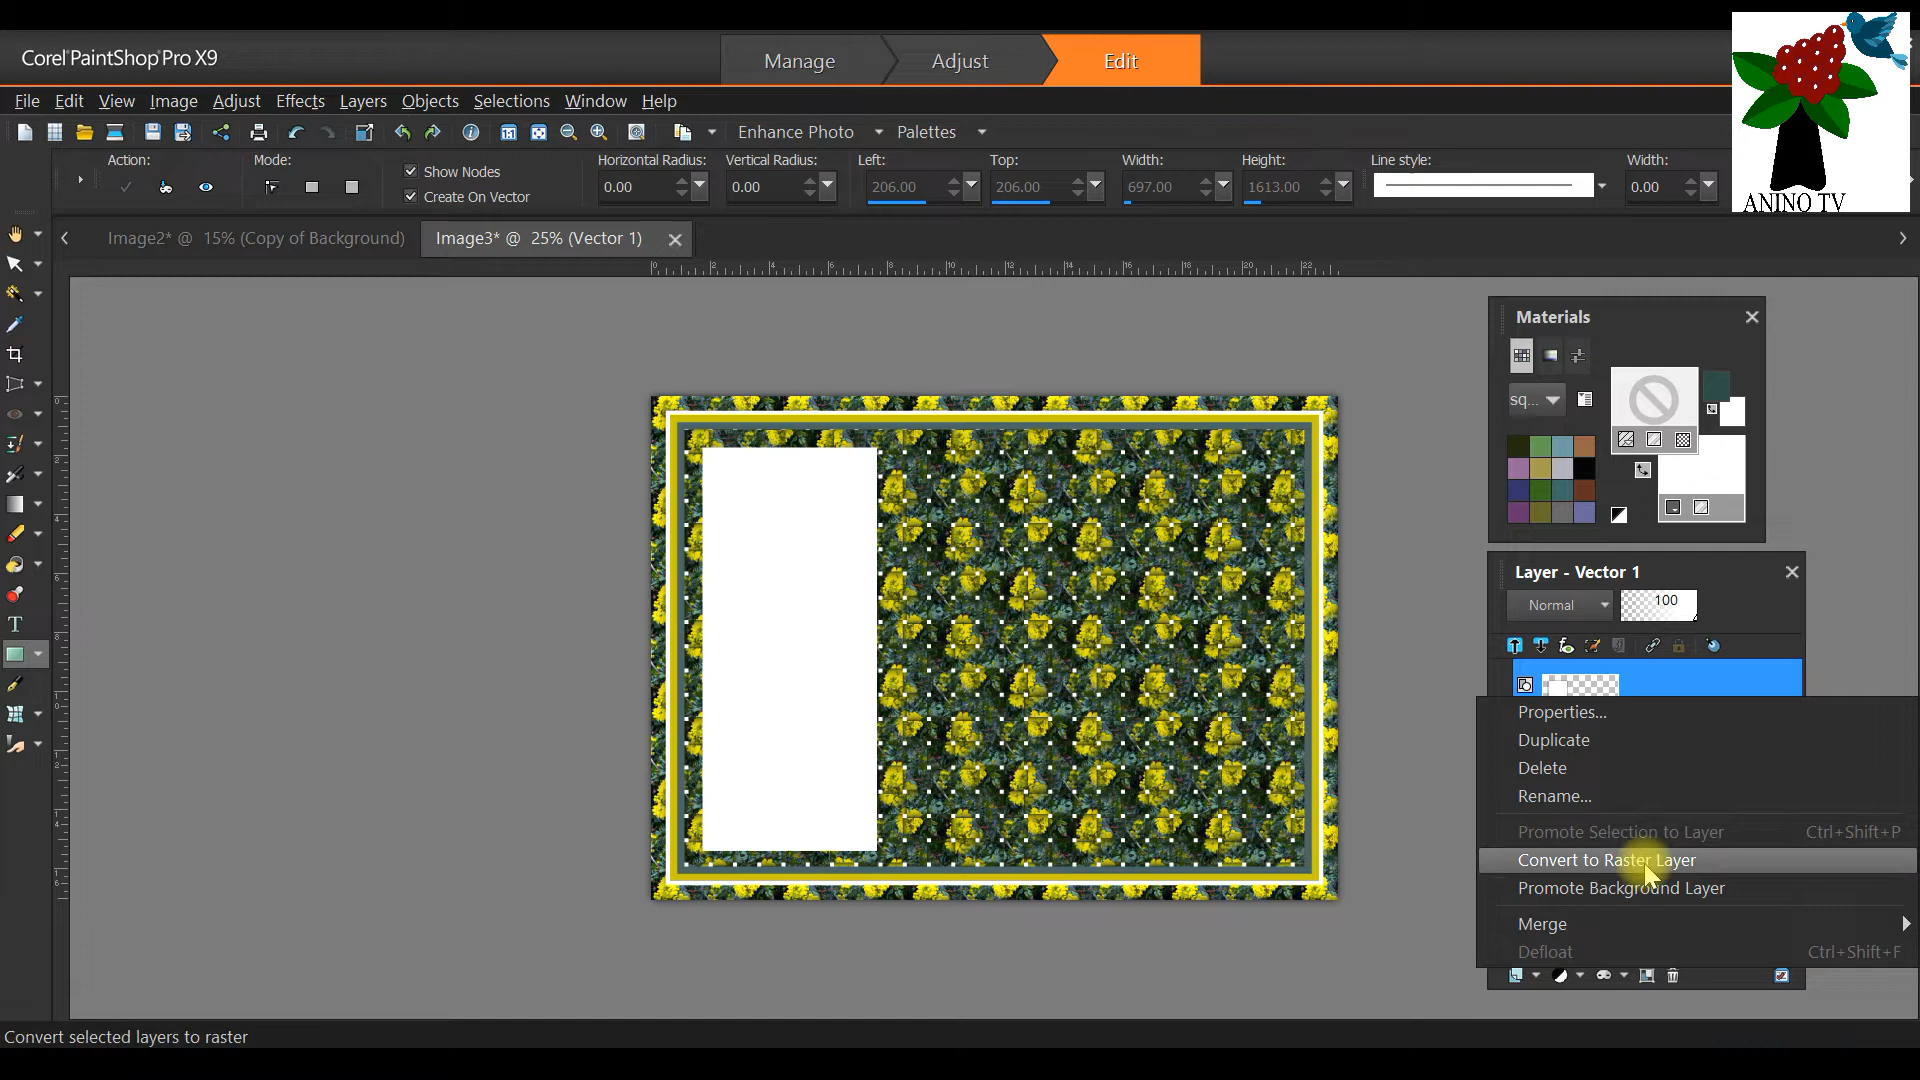 Corel PaintShop Pro X9
Manage
Adjust
Edit
File Edit View Image Adjust Effects Layers Objects Selections Window Help
Enhance Photo
Palettes
Action:
Mode:
Show Nodes
Create On Vector
Horizontal Radius:
0.00
Vertical Radius:
0.00
Left:
206.00
Top:
206.00
Width:
697.00
Height:
1613.00
Line style:
Width:
0.00
ANINO TV
Image2* @ 15% (Copy of Background)
Image3* @ 25% (Vector 1)
Materials
sq...
Layer - Vector 1
Normal
100
Properties...
Duplicate
Delete
Rename...
Promote Selection to Layer Ctrl+Shift+P
Convert to Raster Layer
Promote Background Layer
Merge
Defloat Ctrl+Shift+F
Convert selected layers to raster